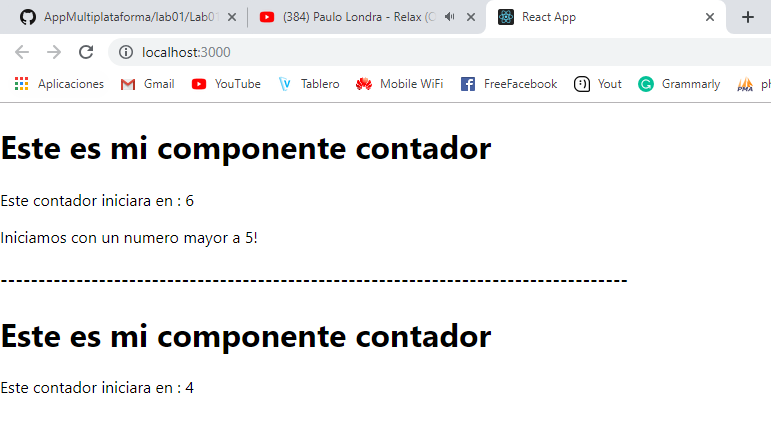 AppMultiplataforma/lab01/Lab01
(384) Paulo Londra - Relax (O
React App
localhost:3000
Aplicaciones
Gmail
YouTube
Tablero
Mobile WiFi
FreeFacebook
Yout
Grammarly
PMA
ph
Este es mi componente contador
Este contador iniciara en : 6
Iniciamos con un numero mayor a 5!
-----------------------------------------------------------------------------------
Este es mi componente contador
Este contador iniciara en : 4